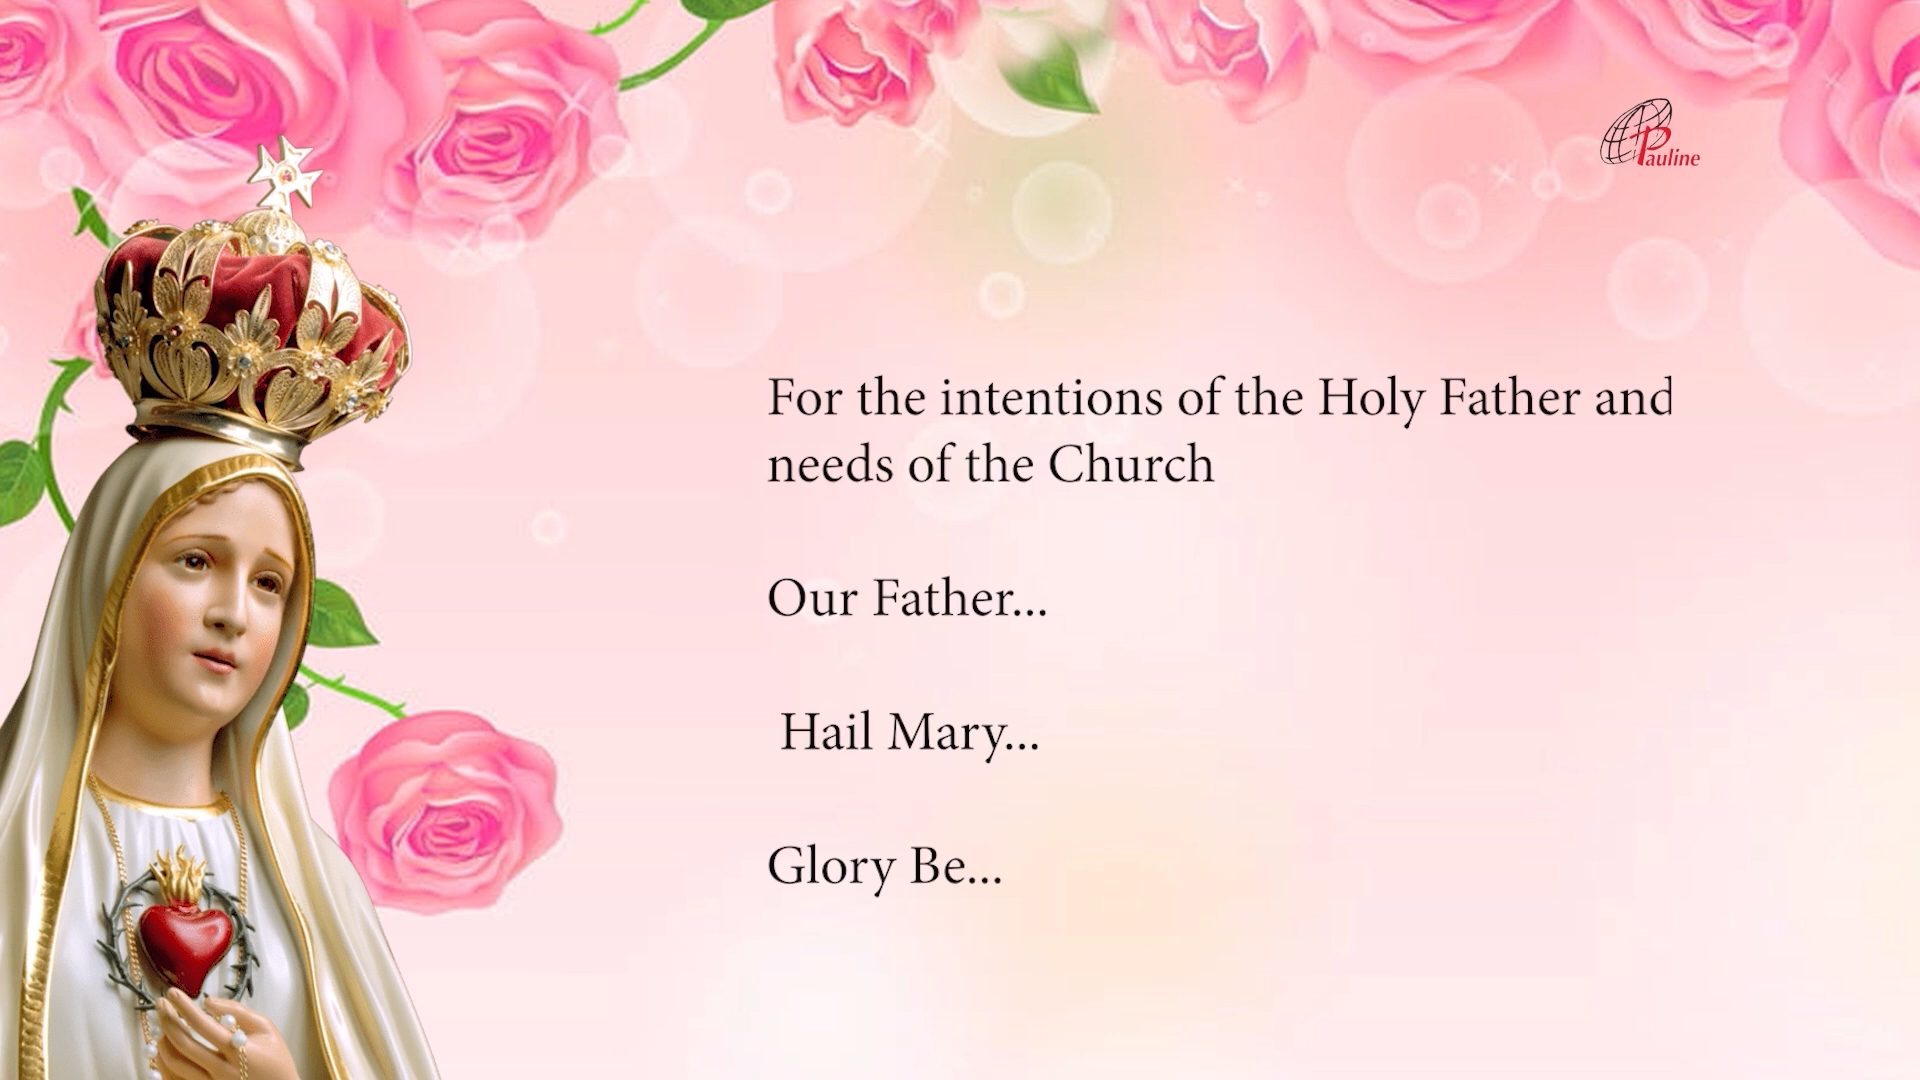 Pauline
For the intentions of the Holy Father and
needs of the Church
Our Father...
Hail Mary...
Glory Be...